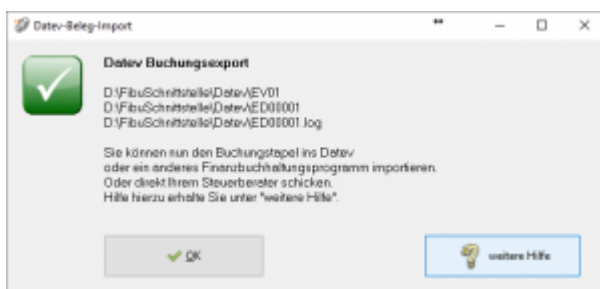 Datev-Beleg-Import
Datev Buchungsexport
D:\FibuSchnittstelle\Datev\EV01
D:\FibuSchnittstelle\Datev\ED00001
D:\FibuSchnittstelle\Datev\ED00001.log
Sie können nun den Buchungstapel ins Datev
oder ein anderes Finanzbuchhaltungsprogramm importieren.
Oder direkt Ihrem Steuerberater schicken.
Hilfe hierzu erhalte Sie unter "weitere Hilfe".
OK
weitere Hilfe